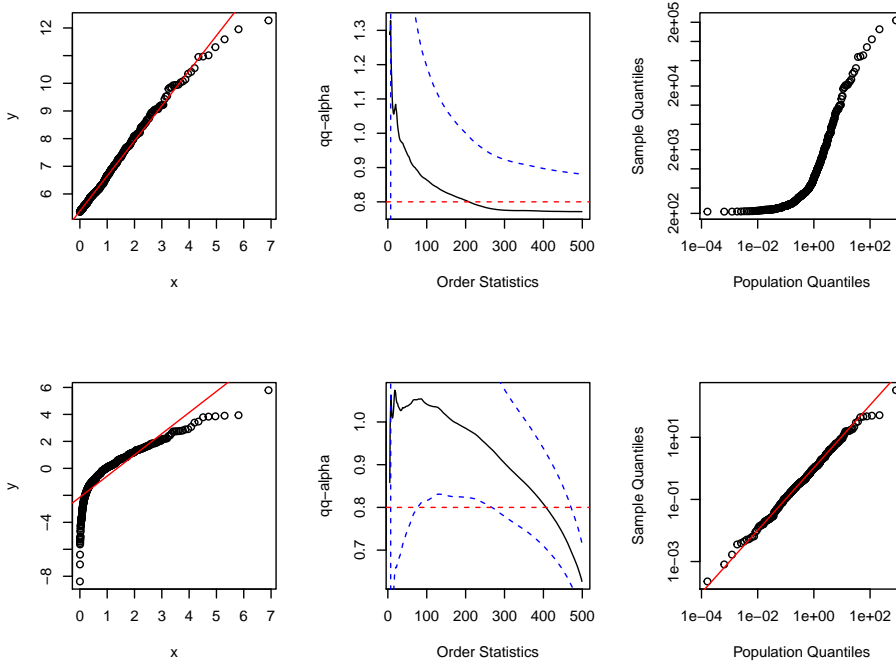 12
11
10
9
8
7
6
y
0 1 2 3 4 5 6 7
x
1.3
1.2
1.1
1.0
0.9
0.8
qq-alpha
0 100 200 300 400 500
Order Statistics
2e+05
2e+04
2e+03
2e+02
Sample Quantiles
1e-04 1e-02 1e+00 1e+02
Population Quantiles
6
4
2
0
-4
-8
y
0 1 2 3 4 5 6 7
x
1.0
0.9
0.8
0.7
qq-alpha
0 100 200 300 400 500
Order Statistics
1e+01
1e-01
1e-03
Sample Quantiles
1e-04 1e-02 1e+00 1e+02
Population Quantiles